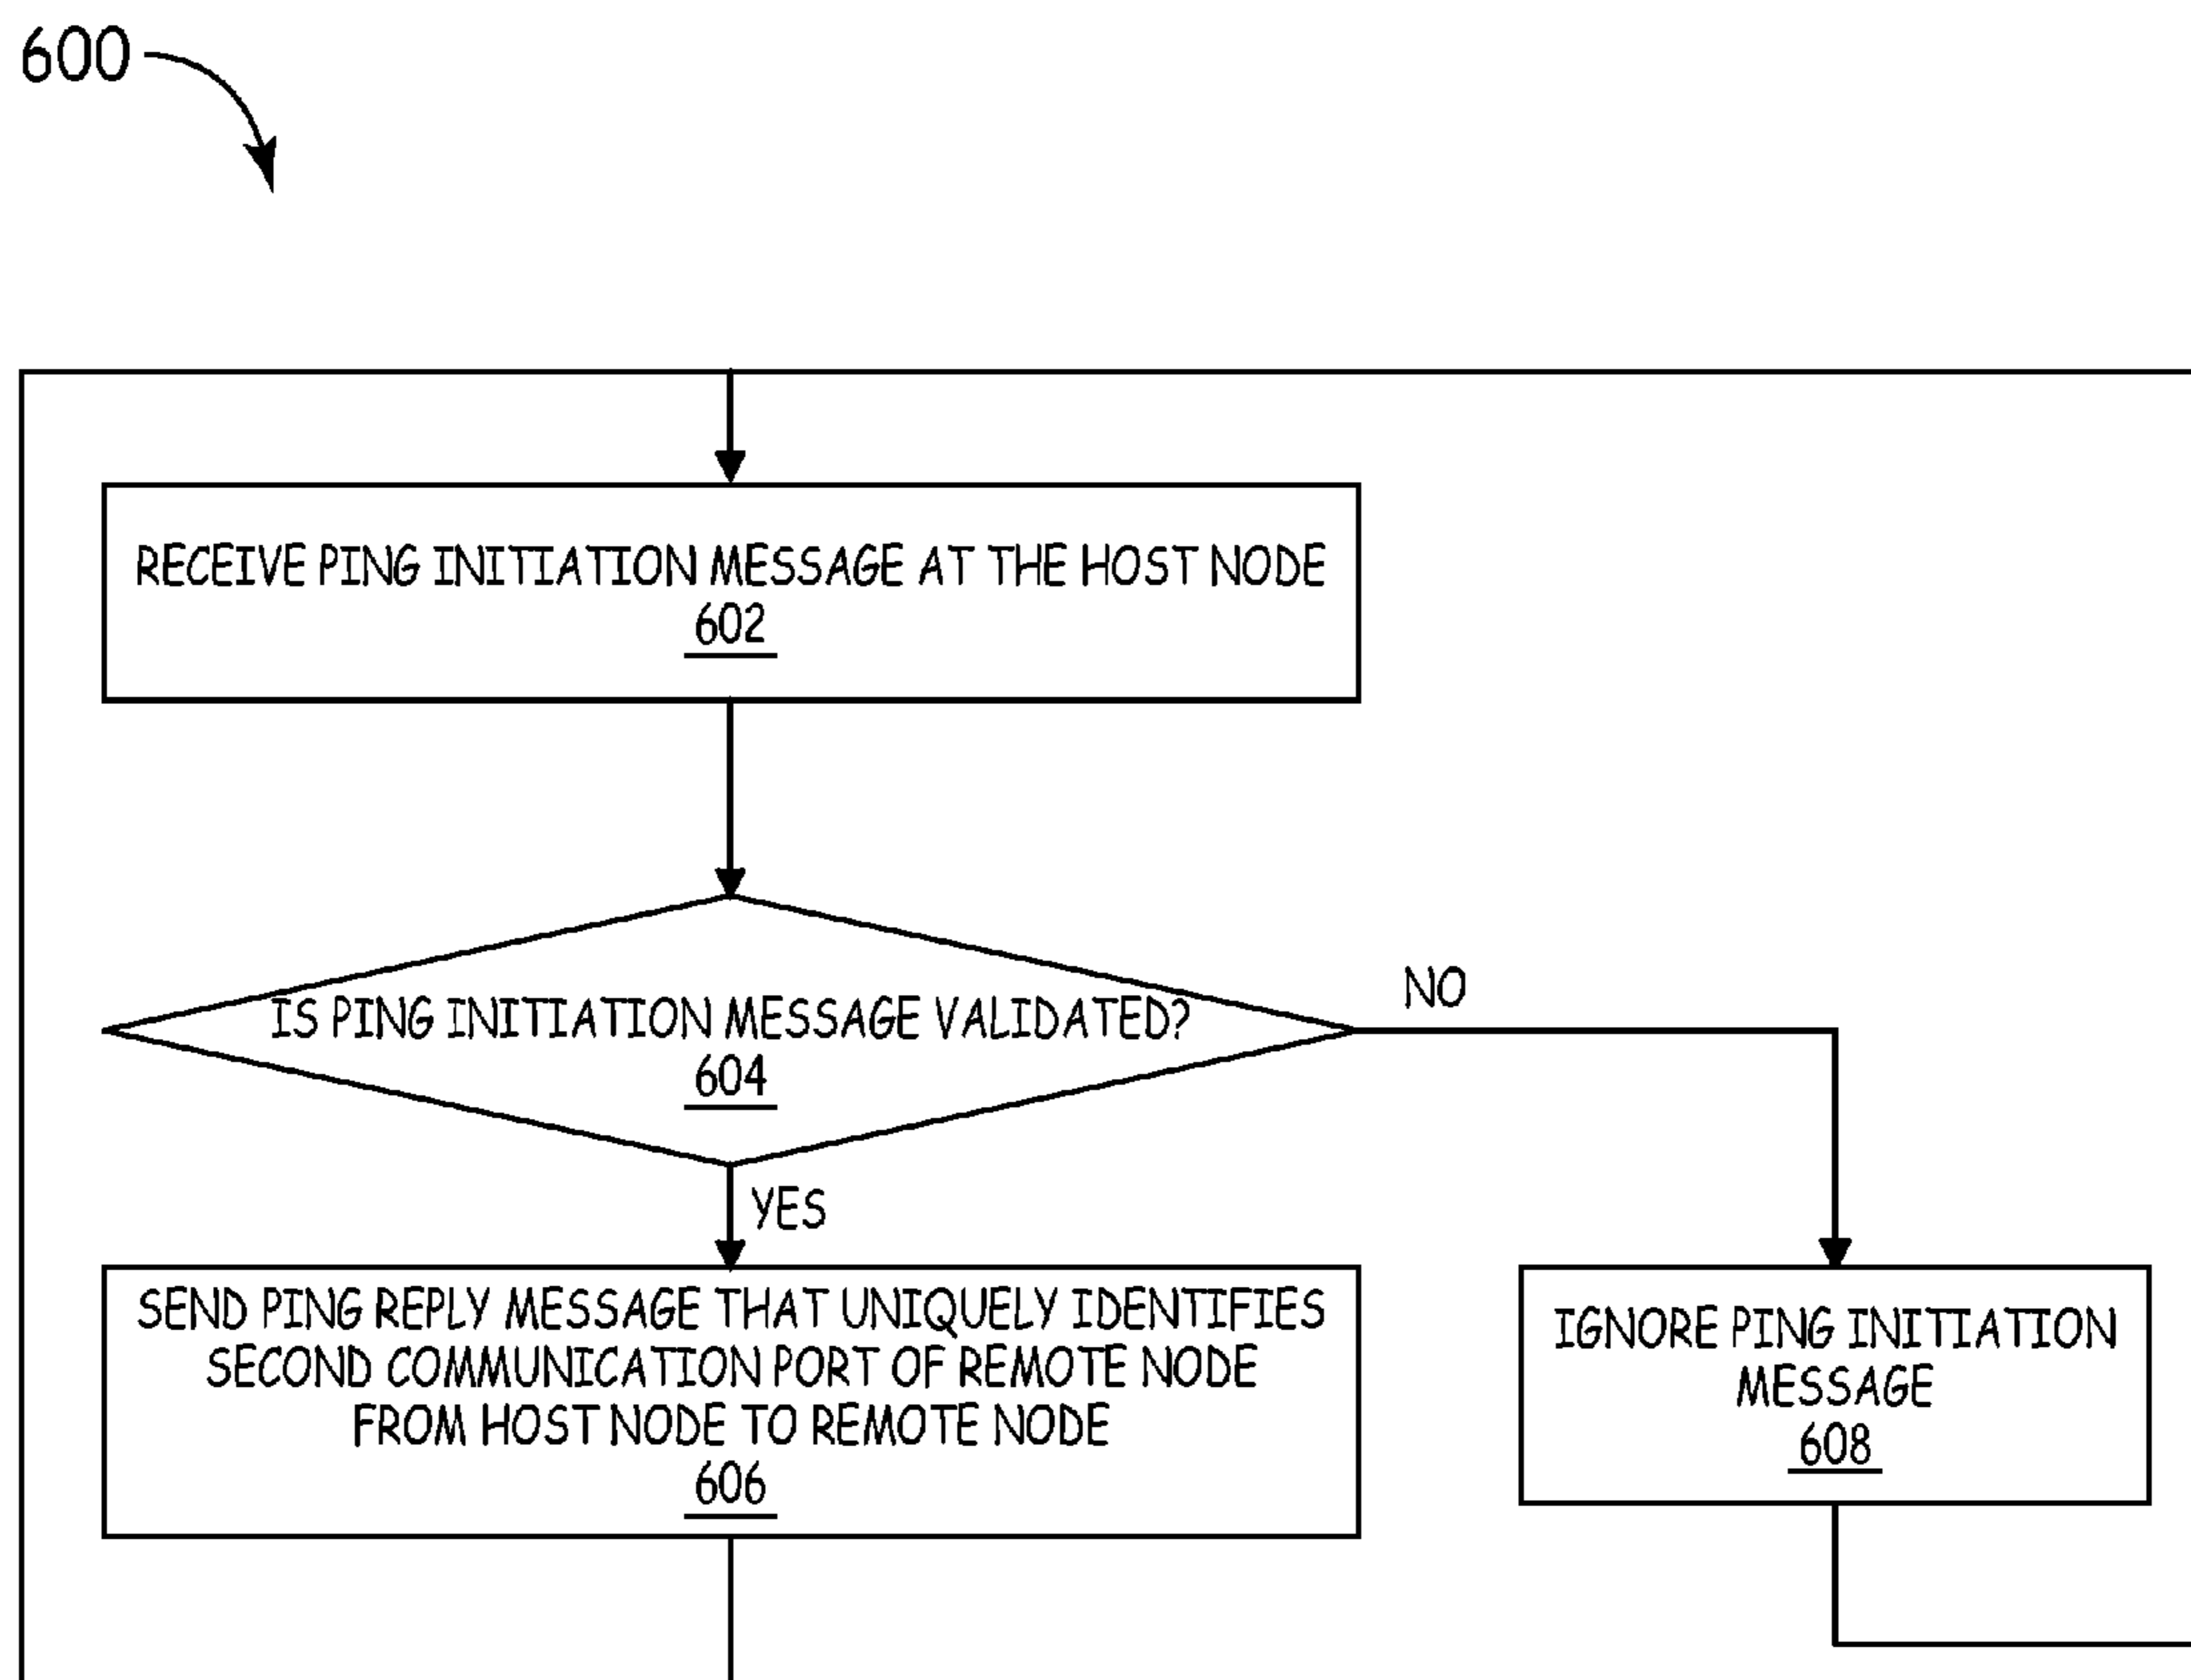 600
RECEIVE PING INITIATION MESSAGE AT THE HOST NODE
602
IS PING INITIATION MESSAGE VALIDATED?
604
NO
YES
SEND PING REPLY MESSAGE THAT UNIQUELY IDENTIFIES
SECOND COMMUNICATION PORT OF REMOTE NODE
FROM HOST NODE TO REMOTE NODE
606
IGNORE PING INITIATION
MESSAGE
608